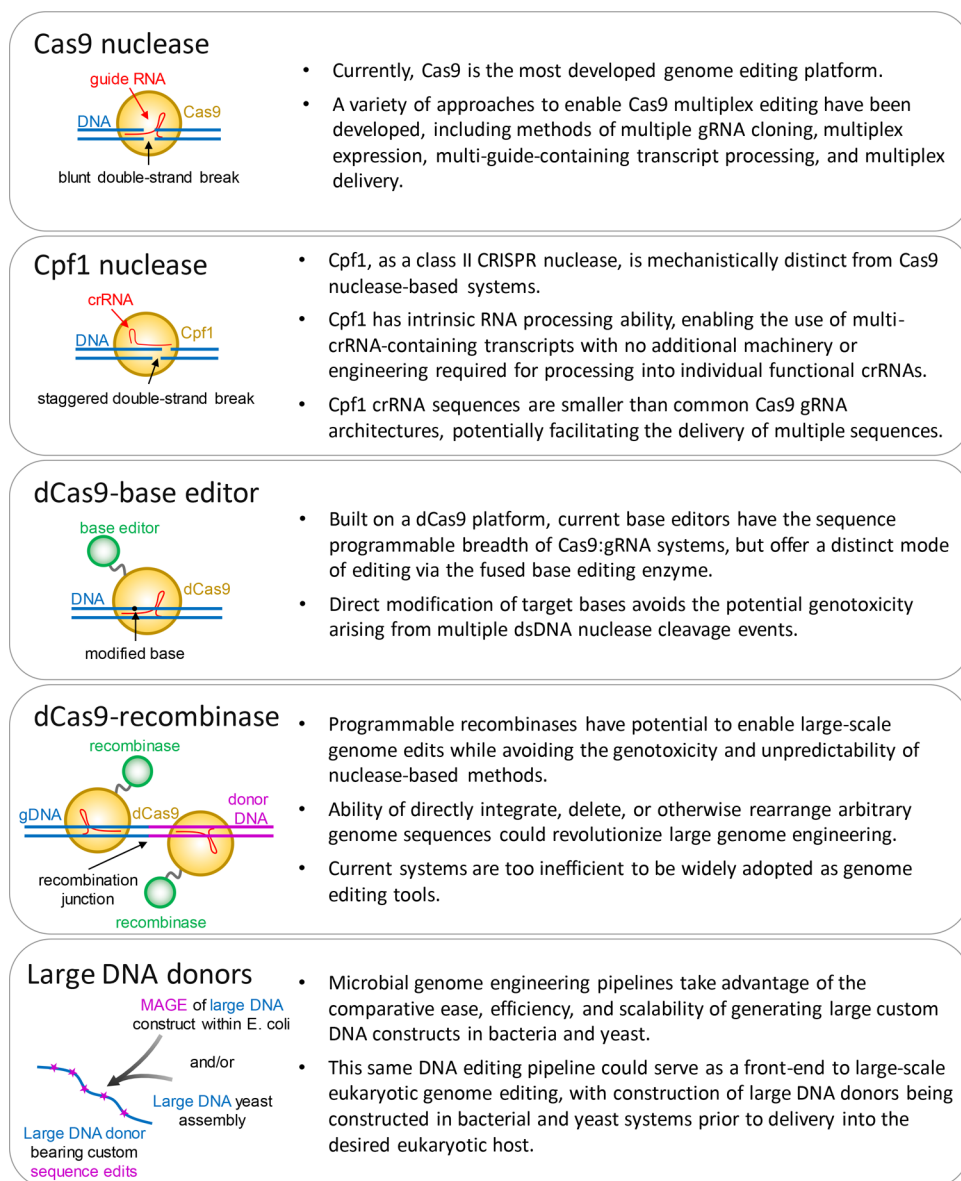 Cas9 nuclease
guide RNA
Cas9
DNA
blunt double-strand break
• Currently, Cas9 is the most developed genome editing platform.
• A variety of approaches to enable Cas9 multiplex editing have been
developed, including methods of multiple gRNA cloning, multiplex
expression, multi-guide-containing transcript processing, and multiplex
delivery.
Cpf1 nuclease
crRNA
DNA
Cpf1
staggered double-strand break
• Cpf1, as a class II CRISPR nuclease, is mechanistically distinct from Cas9
nuclease-based systems.
• Cpf1 has intrinsic RNA processing ability, enabling the use of multi-
crRNA-containing transcripts with no additional machinery or
engineering required for processing into individual functional crRNAs.
• Cpf1 crRNA sequences are smaller than common Cas9 gRNA
architectures, potentially facilitating the delivery of multiple sequences.
dCas9-base editor
base editor
dCas9
DNA
modified base
• Built on a dCas9 platform, current base editors have the sequence
programmable breadth of Cas9:gRNA systems, but offer a distinct mode
of editing via the fused base editing enzyme.
• Direct modification of target bases avoids the potential genotoxicity
arising from multiple dsDNA nuclease cleavage events.
dCas9-recombinase
recombinase
gDNA
dCas9
donor
DNA
recombination
junction
recombinase
• Programmable recombinases have potential to enable large-scale
genome edits while avoiding the genotoxicity and unpredictability of
nuclease-based methods.
• Ability of directly integrate, delete, or otherwise rearrange arbitrary
genome sequences could revolutionize large genome engineering.
• Current systems are too inefficient to be widely adopted as genome
editing tools.
Large DNA donors
MAGE of large DNA
construct within E. coli
and/or
Large DNA yeast
assembly
Large DNA donor
bearing custom
sequence edits
• Microbial genome engineering pipelines take advantage of the
comparative ease, efficiency, and scalability of generating large custom
DNA constructs in bacteria and yeast.
• This same DNA editing pipeline could serve as a front-end to large-scale
eukaryotic genome editing, with construction of large DNA donors being
constructed in bacterial and yeast systems prior to delivery into the
desired eukaryotic host.